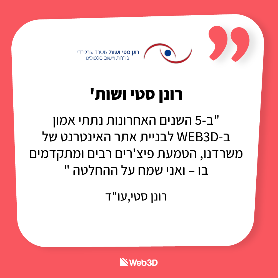 רונן סטי ושות'
"ב-5 השנים האחרונות נתתי אמון
ב-WEB3D לבניית אתר האינטרנט של
משרדנו, הטמעת פיצ'רים רבים ומתקדמים
בו – ואני שמח על ההחלטה "
רונן סטי,עו"ד
Web3D